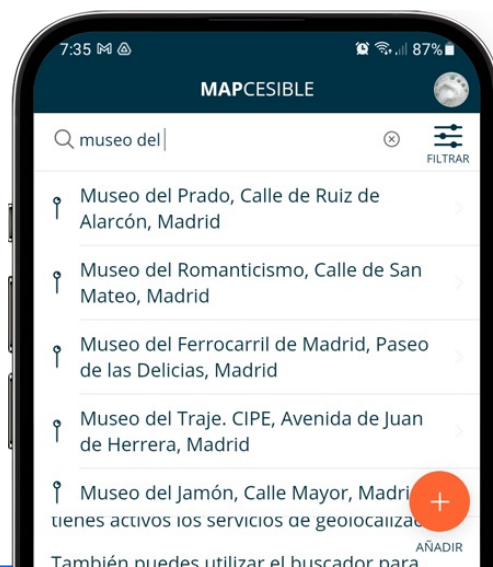 7:35 87%
MAPCESIBLE
museo del
FILTRAR
Museo del Prado, Calle de Ruiz de
Alarcón, Madrid
Museo del Romanticismo, Calle de San
Mateo, Madrid
Museo del Ferrocarril de Madrid, Paseo
de las Delicias, Madrid
Museo del Traje. CIPE, Avenida de Juan
de Herrera, Madrid
Museo del Jamón, Calle Mayor, Madri
tienes activos los servicios de geolocaliza
AÑADIR
También puedes utilizar el buscador para